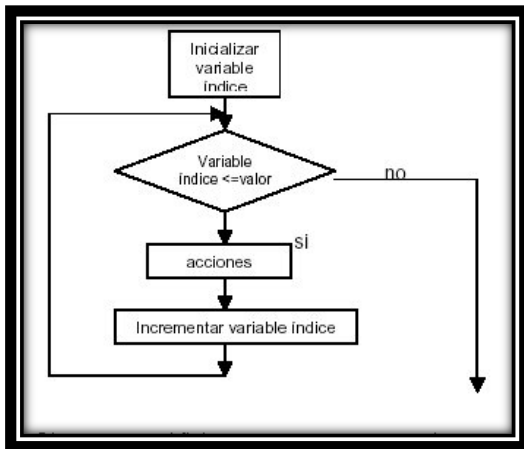 Inicializar
variable
índice
Variable
índice <=valor
no
si
acciones
Incrementar variable índice